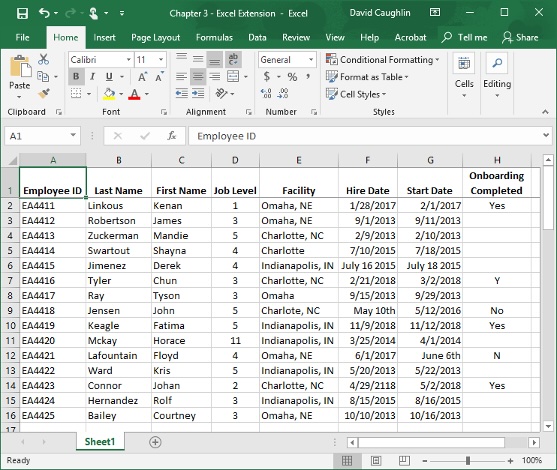 Chapter 3 - Excel Extension - Excel David Caughlin
File Home Insert Page Layout Formulas Data Review View Help Acrobat Tell me Share
Calibri 11 General Conditional Formatting
Paste B I U A A $ % , Format as Table Cells Editing
Cell Styles
Clipboard Font Alignment Number Styles
A1 fx Employee ID
A B C D E F G H
1 Employee ID Last Name First Name Job Level Facility Hire Date Start Date Onboarding Completed
2 EA4411 Linkous Kenan 1 Omaha, NE 1/28/2017 2/1/2017 Yes
3 EA4412 Robertson James 3 Omaha, NE 9/1/2013 9/11/2013
4 EA4413 Zuckerman Mandie 5 Charlotte, NC 2/9/2013 2/10/2013
5 EA4414 Swartout Shayna 4 Charlotte 7/10/2015 7/18/2015
6 EA4415 Jimenez Derek 4 Indianapolis, IN July 16 2015 July 18 2015
7 EA4416 Tyler Chun 3 Charlotte, NC 2/21/2018 3/2/2018 Y
8 EA4417 Ray Tyson 3 Omaha 9/15/2013 9/29/2013
9 EA4418 Jensen John 5 Charlote, NC May 10th 5/12/2016 No
10 EA4419 Keagle Fatima 5 Indianapolis, IN 11/9/2018 11/12/2018 Yes
11 EA4420 Mckay Horace 11 Indianapolis, IN 3/25/2014 4/1/2014
12 EA4421 Lafountain Floyd 4 Omaha, NE 6/1/2017 June 6th N
13 EA4422 Ward Kris 5 Indianapolis, IN 5/20/2013 5/22/2013
14 EA4423 Connor Johan 2 Charlotte, NC 4/29/2118 5/2/2018 Yes
15 EA4424 Hernandez Rolf 3 Indianapolis, IN 8/15/2015 8/16/2015
16 EA4425 Bailey Courtney 3 Omaha, NE 10/10/2013 10/16/2013
17
Sheet1
100%